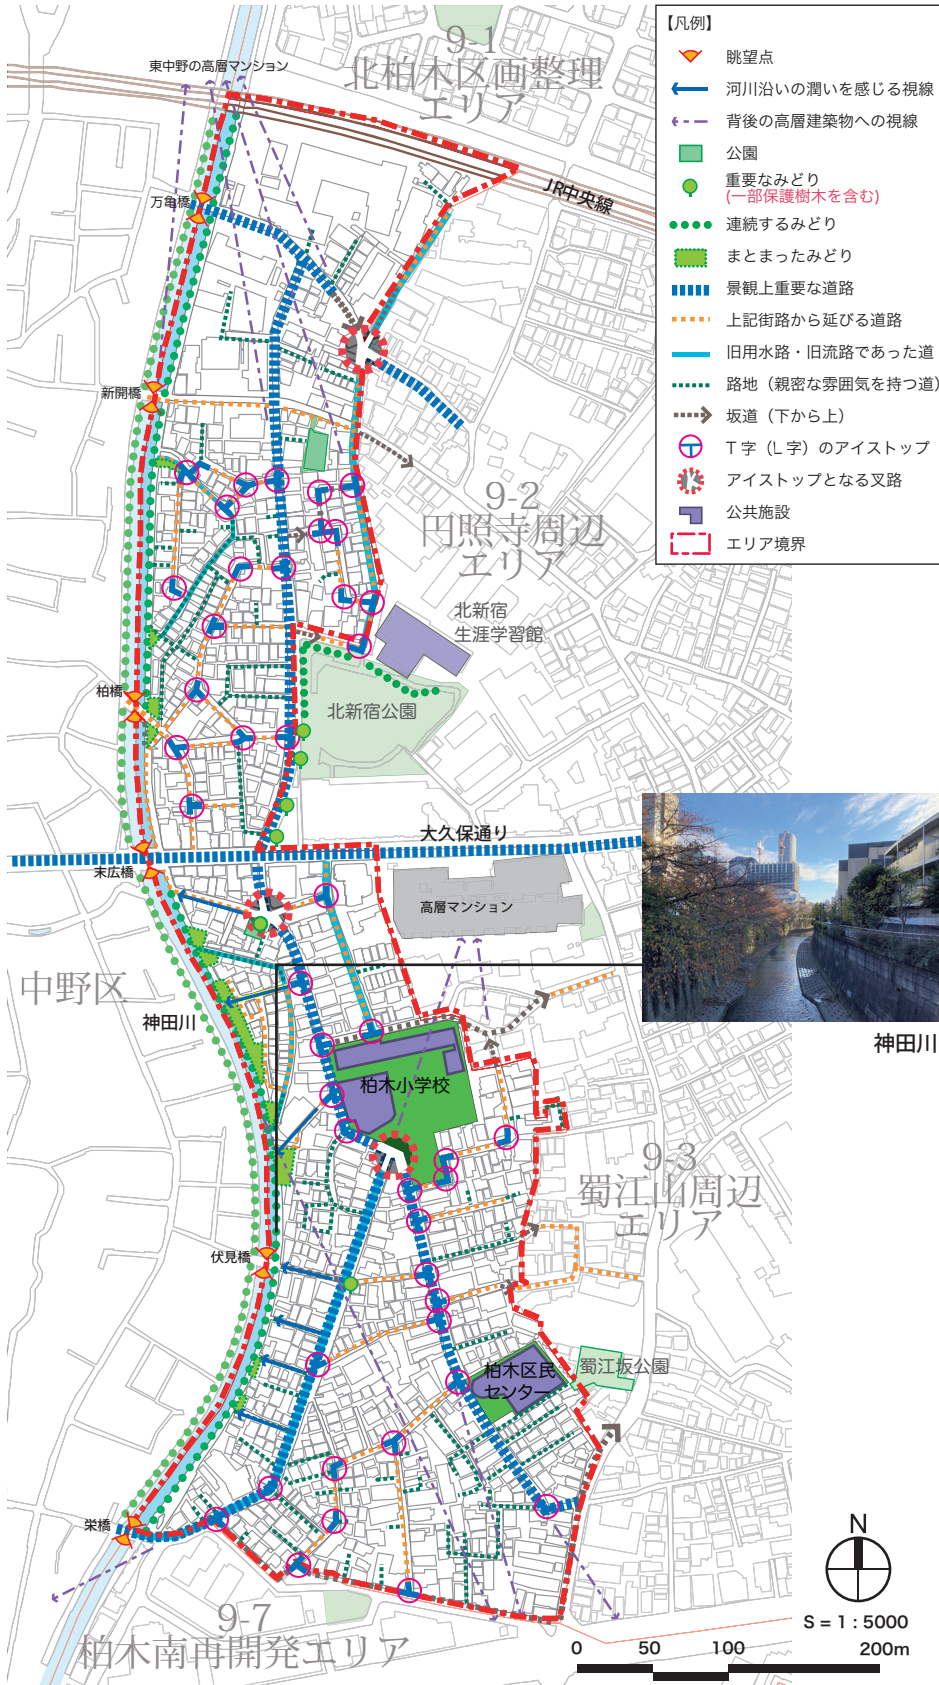 【凡例】
眺望点
河川沿いの潤いを感じる視線
背後の高層建築物への視線
公園
重要なみどり
(一部保護樹木を含む)
連続するみどり
まとまったみどり
景観上重要な道路
上記街路から延びる道路
旧用水路・旧流路であった道
路地（親密な雰囲気を持つ道）
坂道（下から上）
T字（L字）のアイストップ
アイストップとなる叉路
公共施設
エリア境界
9-1
北柏木区画整理
エリア
東中野の高層マンション
JR中央線
万亀橋
新開橋
9-2
円照寺周辺
エリア
北新宿
生涯学習館
柏橋
北新宿公園
大久保通り
末広橋
高層マンション
中野区
神田川
神田川
柏木小学校
9-3
蜀江山周辺
エリア
伏見橋
柏木区民
センター
蜀江坂公園
栄橋
9-7
柏木南再開発エリア
N
S = 1 : 5000
0 50 100 200m